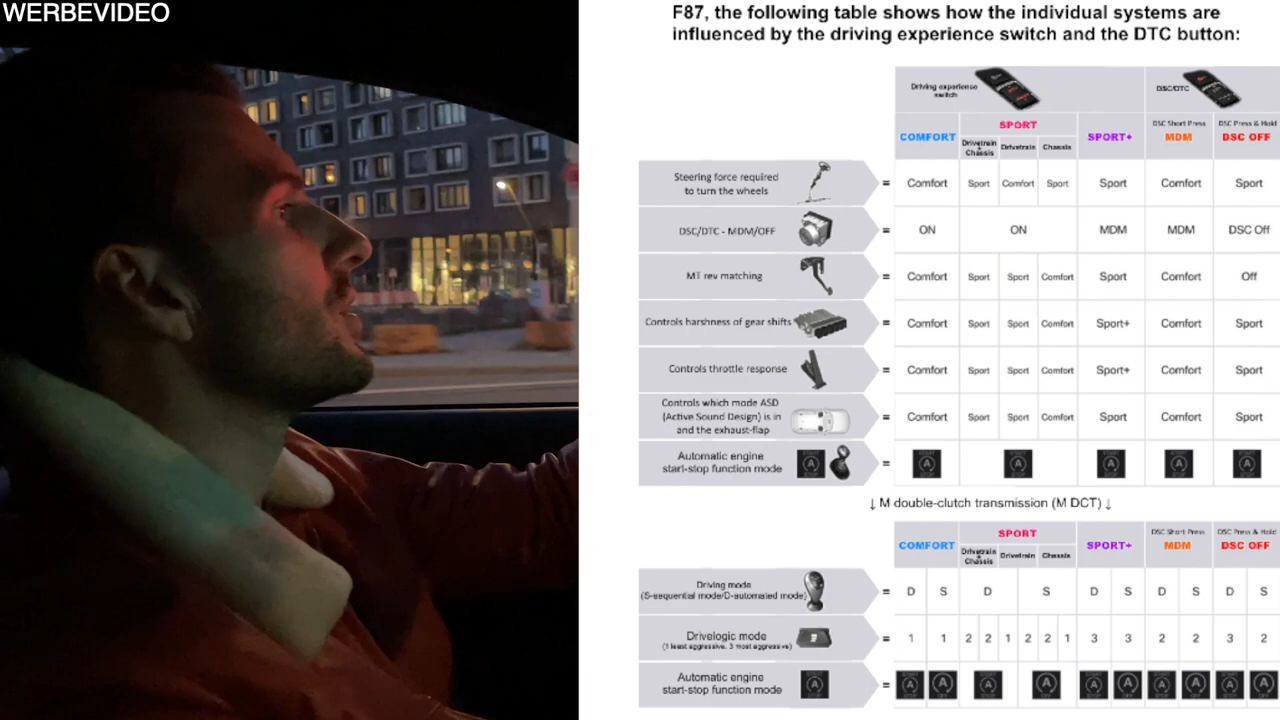 WERBEVIDEO
F87, the following table shows how the individual systems are
influenced by the driving experience switch and the DTC button:
Driving experience
switch
DSC/DTC
COMFORT
SPORT
Drivetrain
+
Chassis
Drivetrain
Chassis
SPORT+
DSC Short Press
MDM
DSC Press & Hold
DSC OFF
Steering force required
to turn the wheels
= Comfort Sport Comfort Sport Sport Comfort Sport
DSC/DTC - MDM/OFF = ON ON MDM MDM DSC Off
MT rev matching = Comfort Sport Sport Comfort Sport Comfort Off
Controls harshness of gear shifts = Comfort Sport Sport Comfort Sport+ Comfort Sport
Controls throttle response = Comfort Sport Sport Comfort Sport+ Comfort Sport
Controls which mode ASD
(Active Sound Design) is in
and the exhaust-flap
= Comfort Sport Sport Comfort Sport Comfort Sport
Automatic engine
start-stop function mode
= A A A A A
↓ M double-clutch transmission (M DCT) ↓
COMFORT
SPORT
Drivetrain
+
Chassis
Drivetrain
Chassis
SPORT+
DSC Short Press
MDM
DSC Press & Hold
DSC OFF
Driving mode
(S-sequential mode/D-automated mode)
= D S D S D S D S D S
Drivelogic mode
(1 least aggressive, 3 most aggressive)
= 1 1 2 2 1 2 2 1 3 3 2 2 3 2
Automatic engine
start-stop function mode
= A A A A A A A A A A